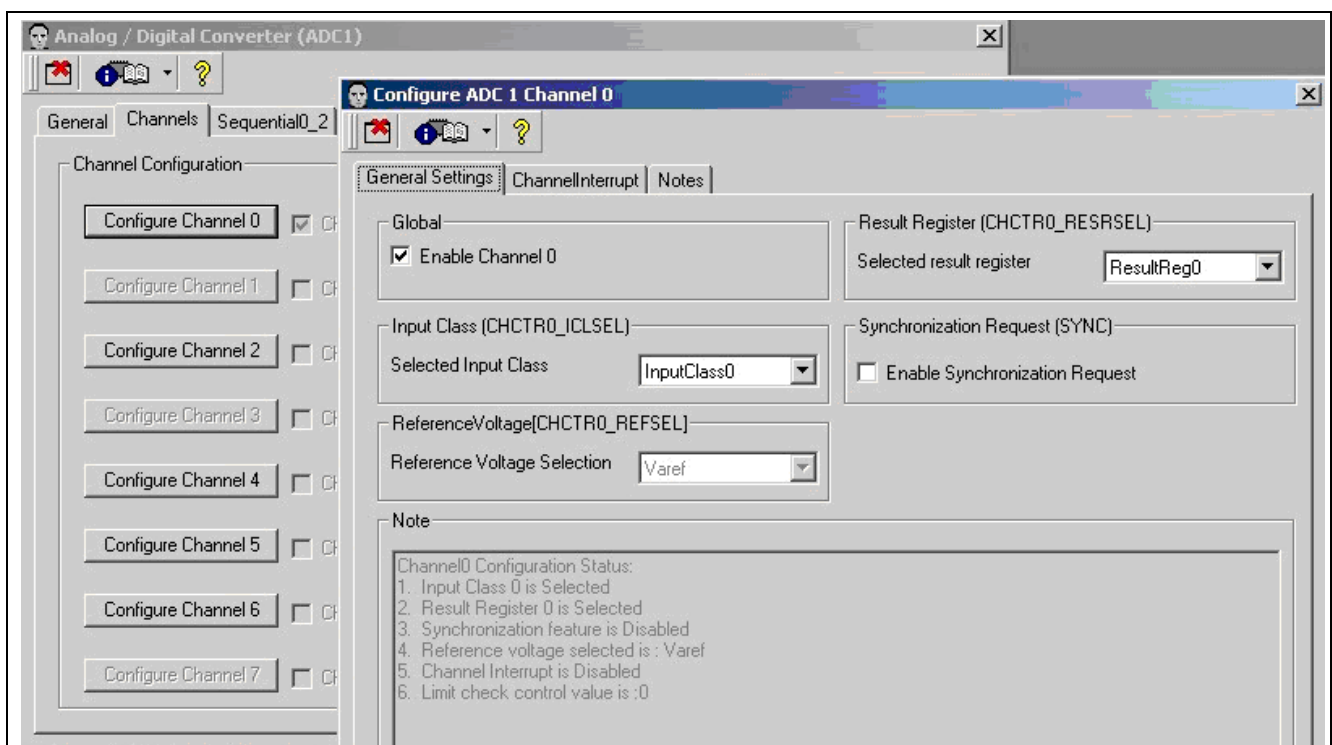 Analog / Digital Converter (ADC1)
General
Channels
Sequential0_2
Channel Configuration
Configure Channel 0
Configure Channel 1
Configure Channel 2
Configure Channel 3
Configure Channel 4
Configure Channel 5
Configure Channel 6
Configure Channel 7
Configure ADC 1 Channel 0
General Settings
ChannelInterrupt
Notes
Global
Enable Channel 0
Result Register (CHCTR0_RESRSEL)
Selected result register
ResultReg0
Input Class (CHCTR0_ICLSEL)
Selected Input Class
InputClass0
Synchronization Request (SYNC)
Enable Synchronization Request
ReferenceVoltage[CHCTR0_REFSEL]
Reference Voltage Selection
Varef
Note
Channel0 Configuration Status:
1. Input Class 0 is Selected
2. Result Register 0 is Selected
3. Synchronization feature is Disabled
4. Reference voltage selected is : Varef
5. Channel Interrupt is Disabled
6. Limit check control value is :0